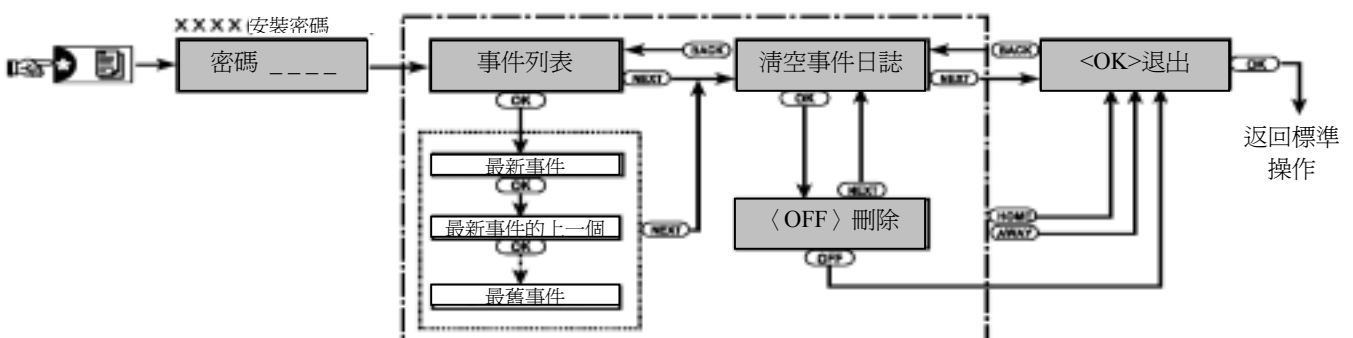 XXXX(安裝密碼
密碼 _ _ _ _
事件列表
BACK
清空事件日誌
BACK
<OK>退出
OK
NEXT
NEXT
OK
OK
返回標準
操作
最新事件
OK
NEXT
最新事件的上一個
NEXT
〈OFF〉刪除
HOME
AWAY
OK
OFF
最舊事件